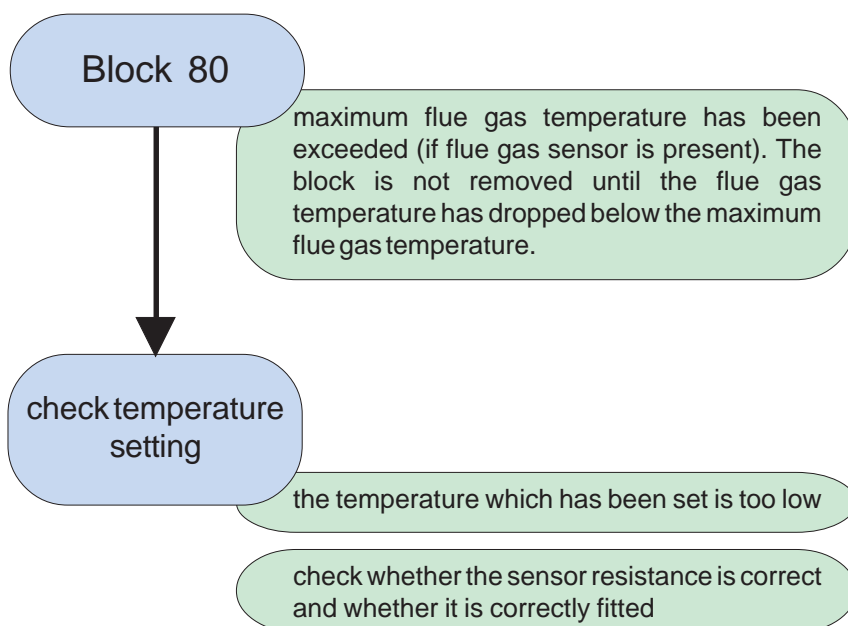 Block 80
maximum flue gas temperature has been
exceeded (if flue gas sensor is present). The
block is not removed until the flue gas
temperature has dropped below the maximum
flue gas temperature.
check temperature
setting
the temperature which has been set is too low
check whether the sensor resistance is correct
and whether it is correctly fitted